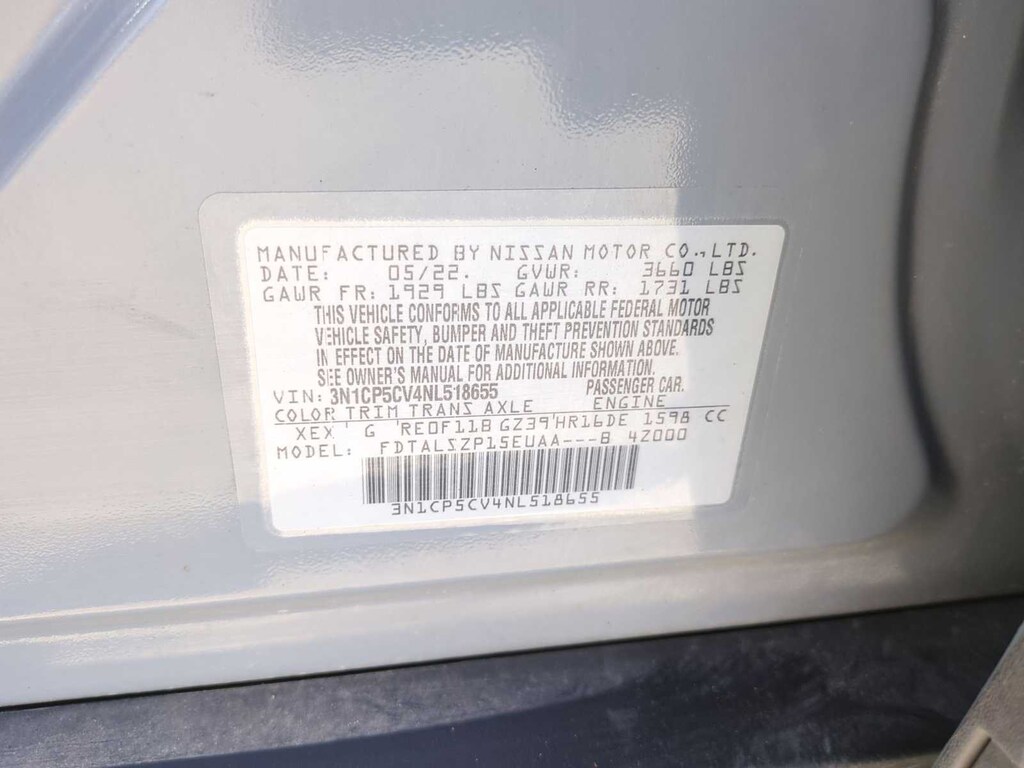 MANUFACTURED BY NISSAN MOTOR CO.,LTD.
DATE: 05/22. GVWR: 3660 LBS
GAWR FR: 1929 LBS GAWR RR: 1731 LBS
THIS VEHICLE CONFORMS TO ALL APPLICABLE FEDERAL MOTOR
VEHICLE SAFETY, BUMPER AND THEFT PREVENTION STANDARDS
IN EFFECT ON THE DATE OF MANUFACTURE SHOWN ABOVE.
SEE OWNER'S MANUAL FOR ADDITIONAL INFORMATION.
VIN: 3N1CP5CV4NL518655 PASSENGER CAR.
COLOR TRIM TRANS AXLE ENGINE
XEX' G 'RE0F11B GZ39'HR16DE 1598 CC
MODEL: FDTALSZP15EUAA---B 4Z000
3N1CP5CV4NL518655